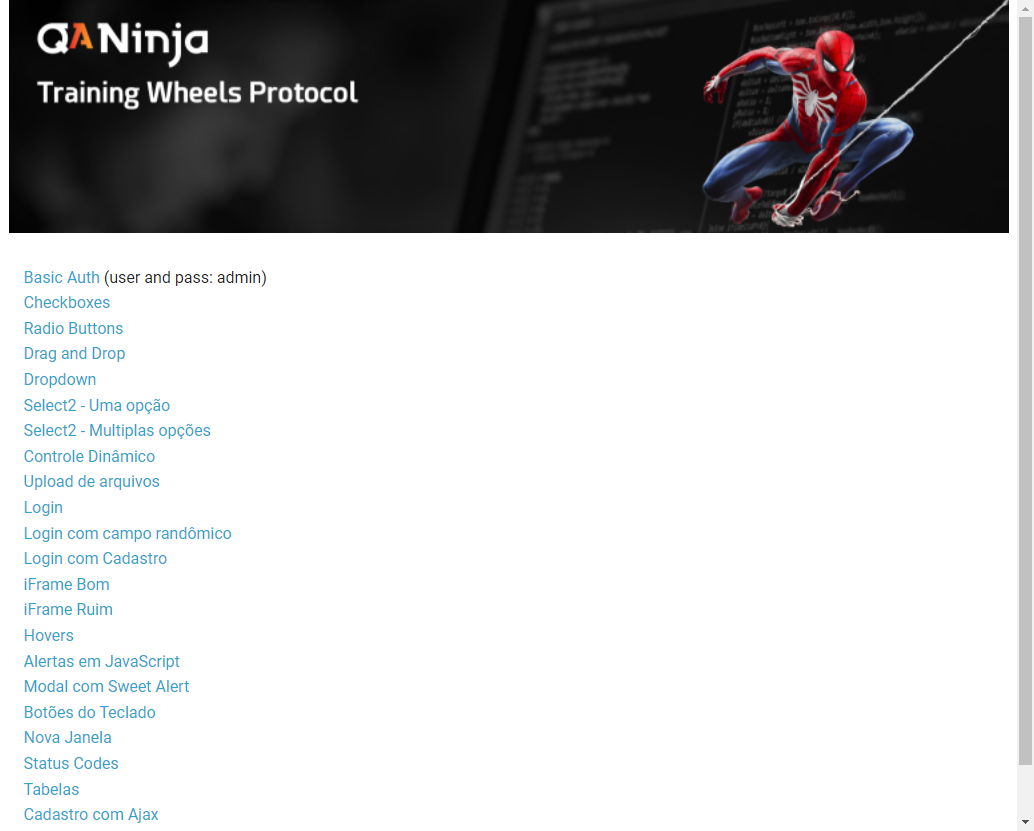 QANinja
Training Wheels Protocol
Basic Auth (user and pass: admin)
Checkboxes
Radio Buttons
Drag and Drop
Dropdown
Select2 - Uma opção
Select2 - Multiplas opções
Controle Dinâmico
Upload de arquivos
Login
Login com campo randômico
Login com Cadastro
iFrame Bom
iFrame Ruim
Hovers
Alertas em JavaScript
Modal com Sweet Alert
Botões do Teclado
Nova Janela
Status Codes
Tabelas
Cadastro com Ajax